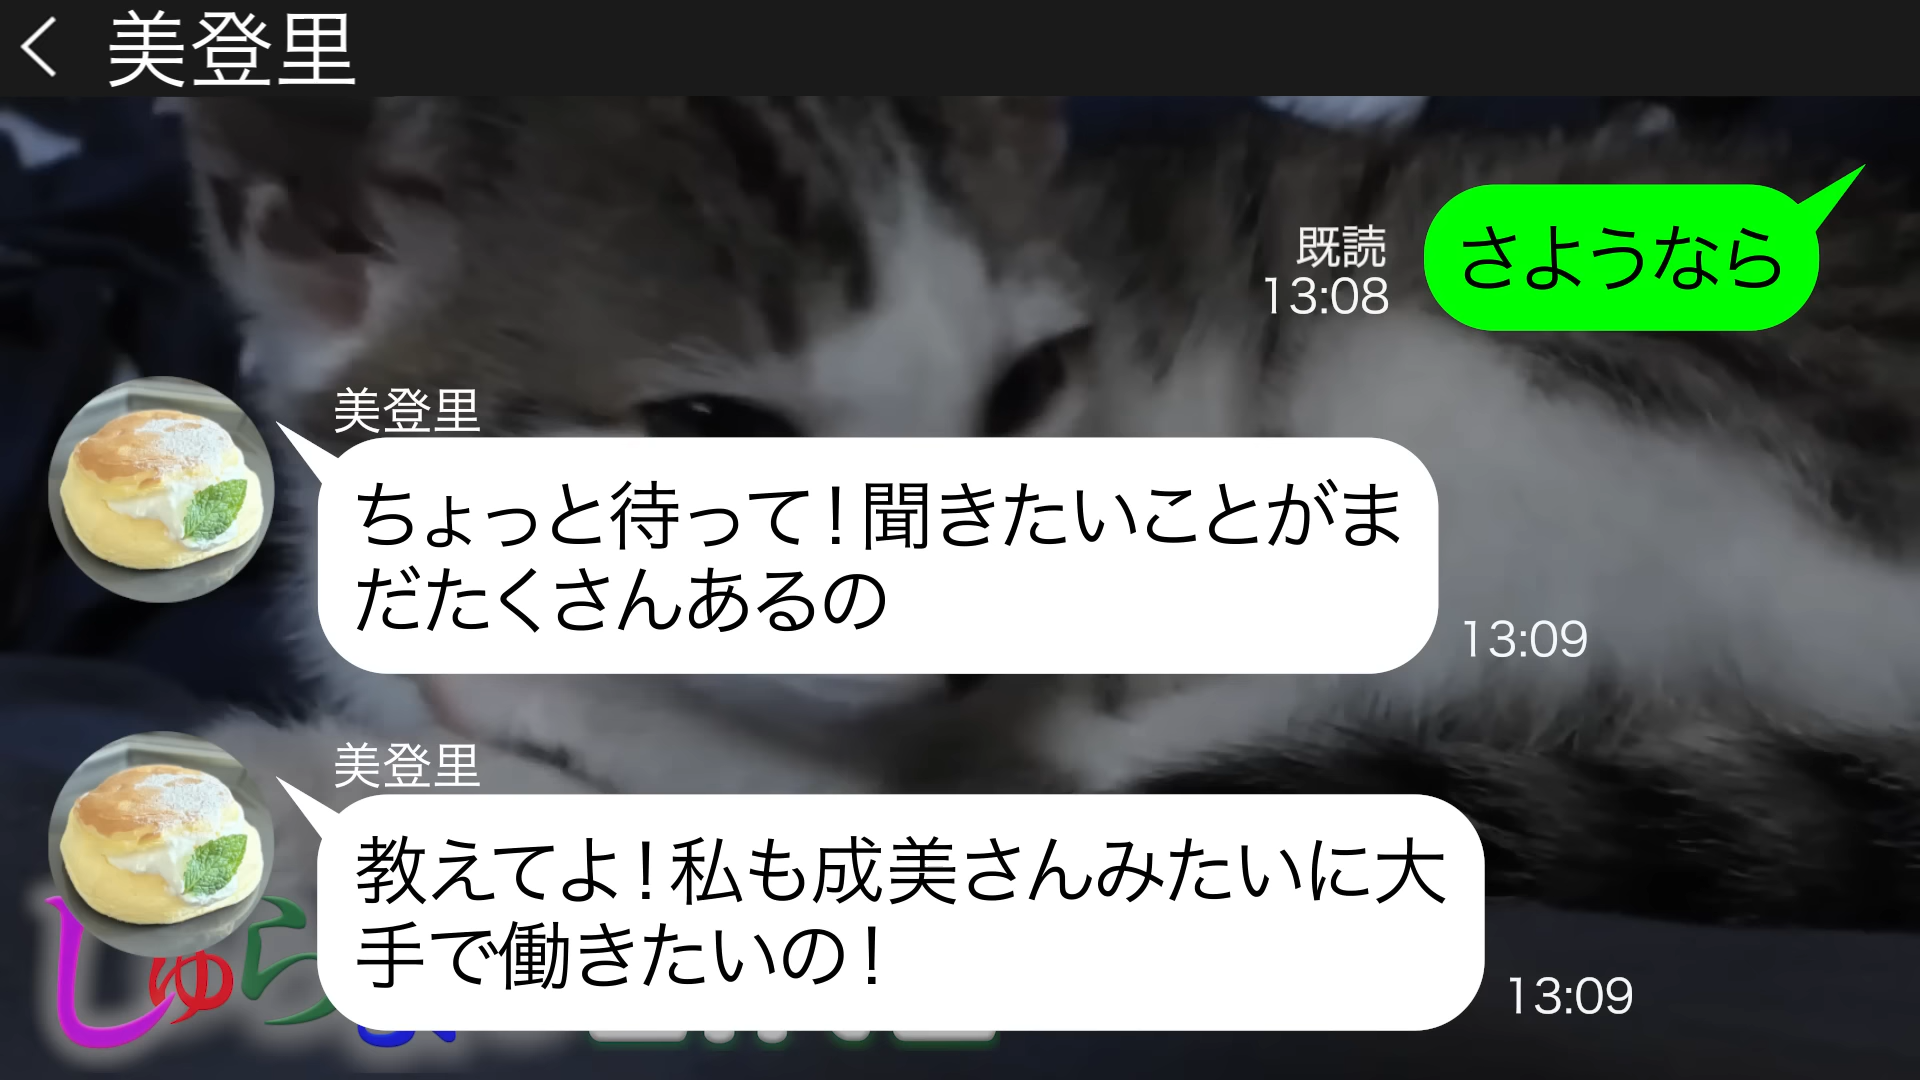 美登里
さようなら
既読
13:08
美登里
ちょっと待って！聞きたいことがま
だたくさんあるの
13:09
美登里
教えてよ！私も成美さんみたいに大
手で働きたいの！
13:09
しゅら